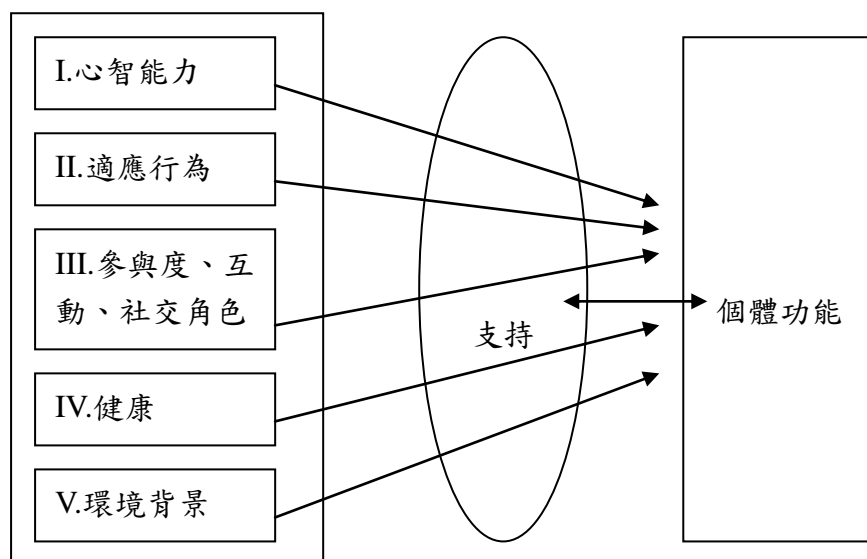 I.心智能力
II.適應行為
III.參與度、互
動、社交角色
IV.健康
V.環境背景
支持
個體功能